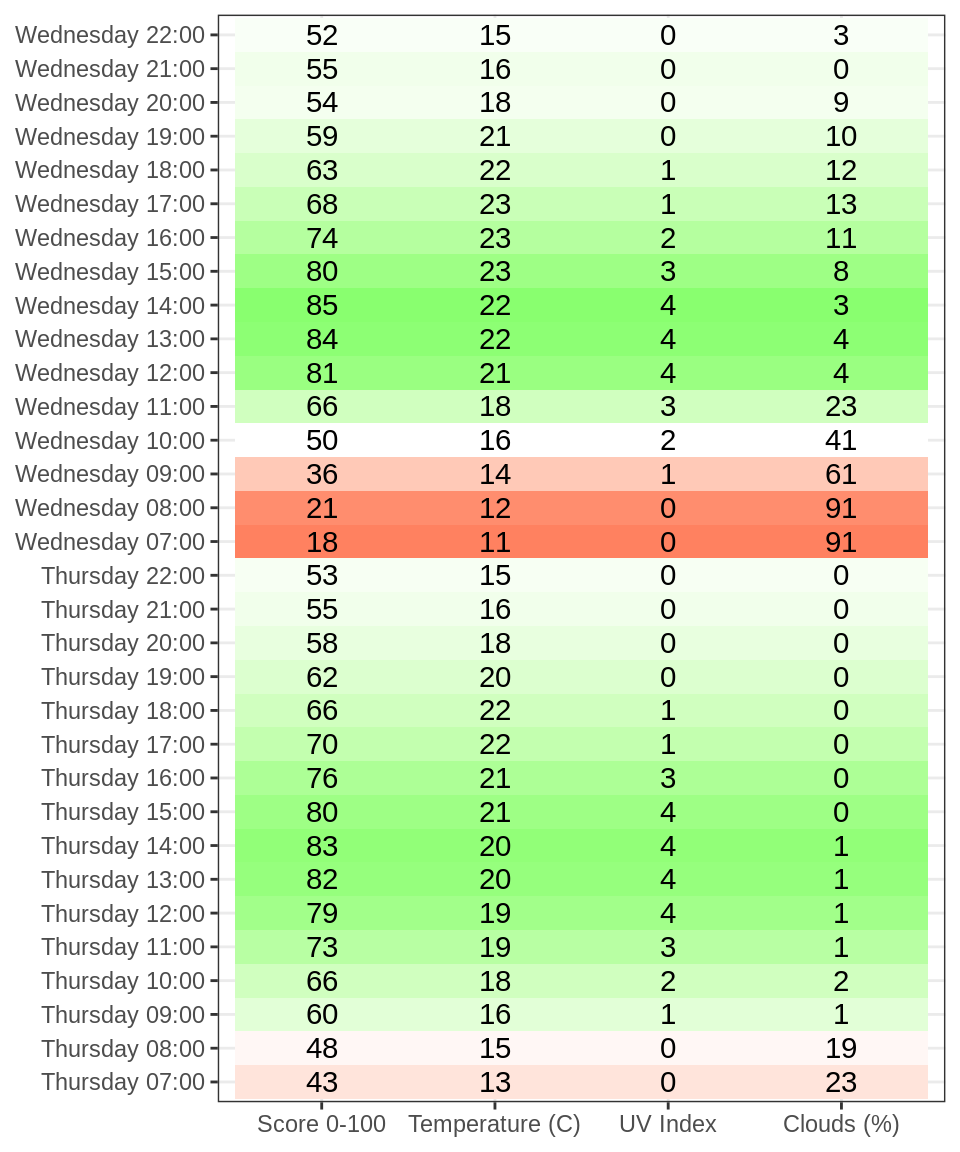 Wednesday 22:00 52 15 0 3
Wednesday 21:00 55 16 0 0
Wednesday 20:00 54 18 0 9
Wednesday 19:00 59 21 0 10
Wednesday 18:00 63 22 1 12
Wednesday 17:00 68 23 1 13
Wednesday 16:00 74 23 2 11
Wednesday 15:00 80 23 3 8
Wednesday 14:00 85 22 4 3
Wednesday 13:00 84 22 4 4
Wednesday 12:00 81 21 4 4
Wednesday 11:00 66 18 3 23
Wednesday 10:00 50 16 2 41
Wednesday 09:00 36 14 1 61
Wednesday 08:00 21 12 0 91
Wednesday 07:00 18 11 0 91
Thursday 22:00 53 15 0 0
Thursday 21:00 55 16 0 0
Thursday 20:00 58 18 0 0
Thursday 19:00 62 20 0 0
Thursday 18:00 66 22 1 0
Thursday 17:00 70 22 1 0
Thursday 16:00 76 21 3 0
Thursday 15:00 80 21 4 0
Thursday 14:00 83 20 4 1
Thursday 13:00 82 20 4 1
Thursday 12:00 79 19 4 1
Thursday 11:00 73 19 3 1
Thursday 10:00 66 18 2 2
Thursday 09:00 60 16 1 1
Thursday 08:00 48 15 0 19
Thursday 07:00 43 13 0 23
Score 0-100 Temperature (C) UV Index Clouds (%)